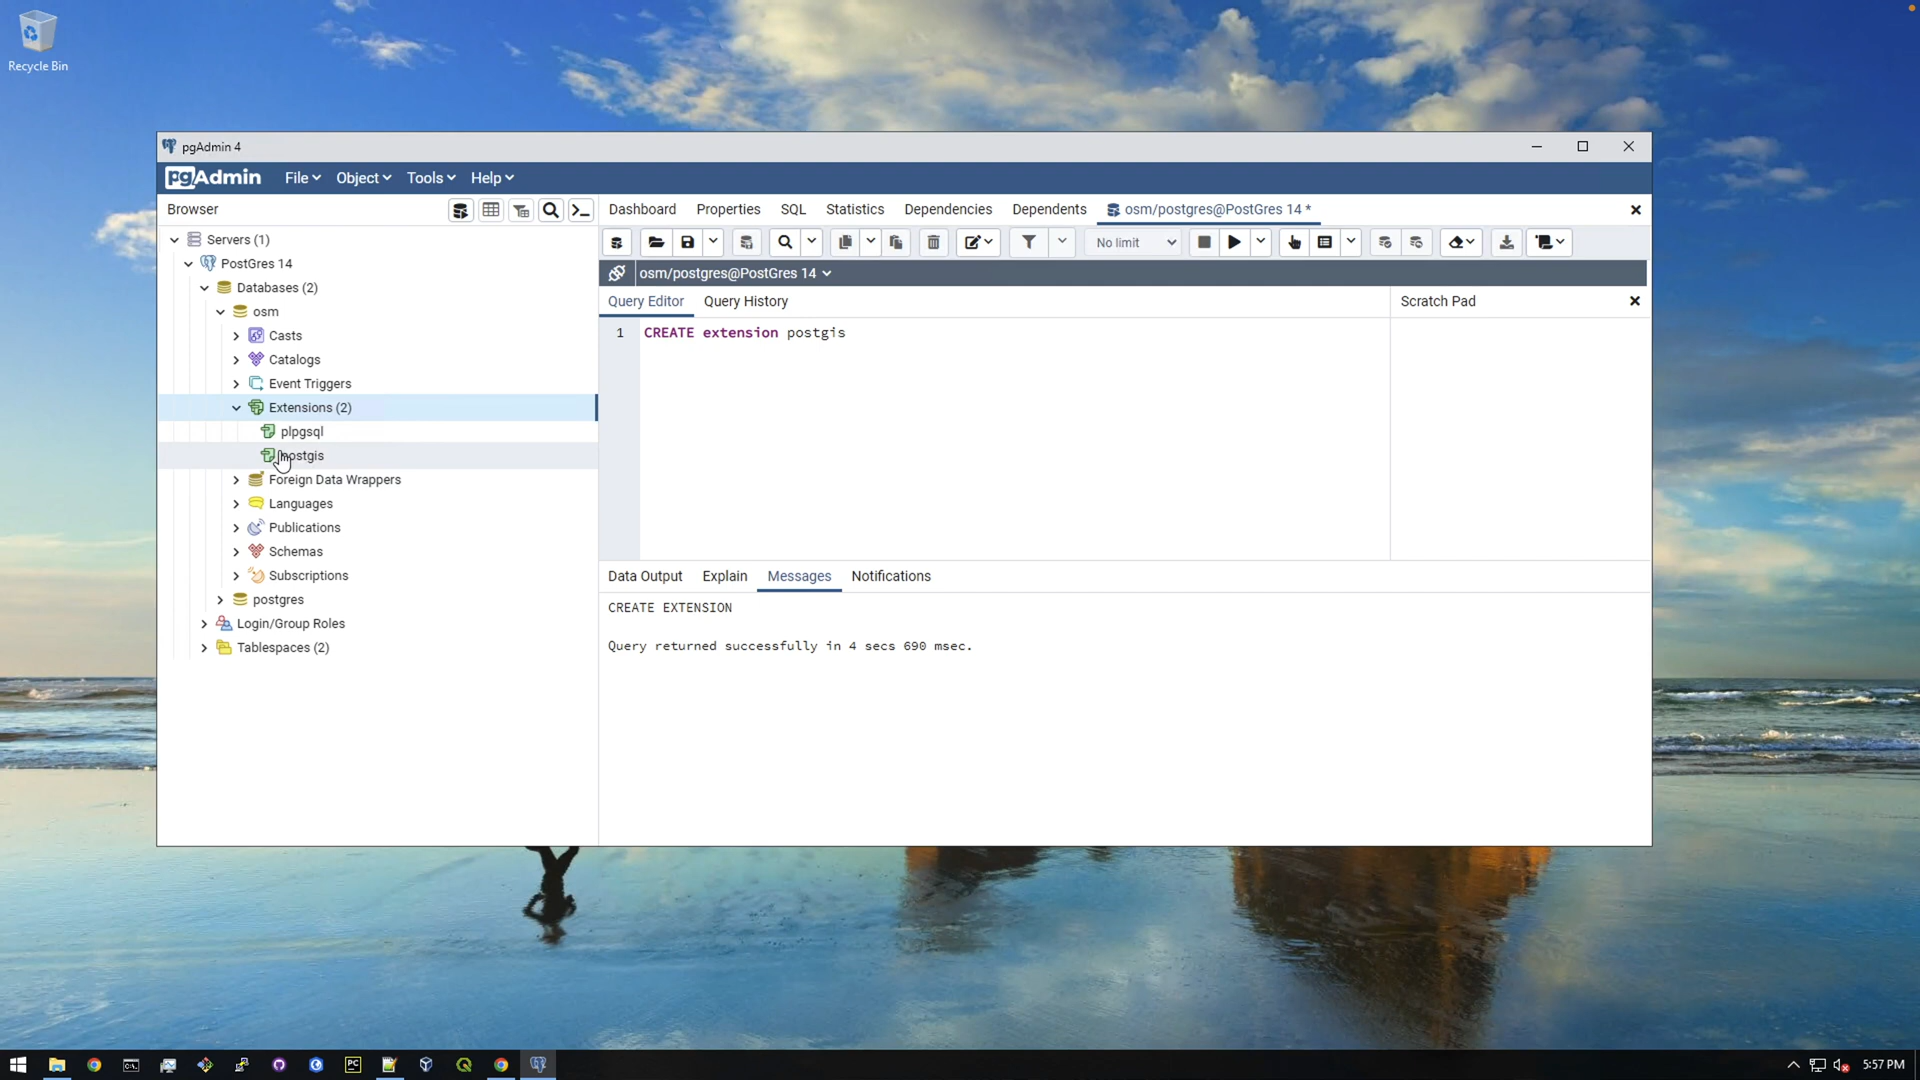 Recycle Bin
pgAdmin 4
pgAdmin File Object Tools Help
Browser
Dashboard Properties SQL Statistics Dependencies Dependents osm/postgres@PostGres 14 *
Servers (1)
PostGres 14
Databases (2)
osm
Casts
Catalogs
Event Triggers
Extensions (2)
plpgsql
postgis
Foreign Data Wrappers
Languages
Publications
Schemas
Subscriptions
postgres
Login/Group Roles
Tablespaces (2)
No limit
osm/postgres@PostGres 14
Query Editor Query History
Scratch Pad
1 CREATE extension postgis
Data Output Explain Messages Notifications
CREATE EXTENSION
Query returned successfully in 4 secs 690 msec.
PC
5:57 PM